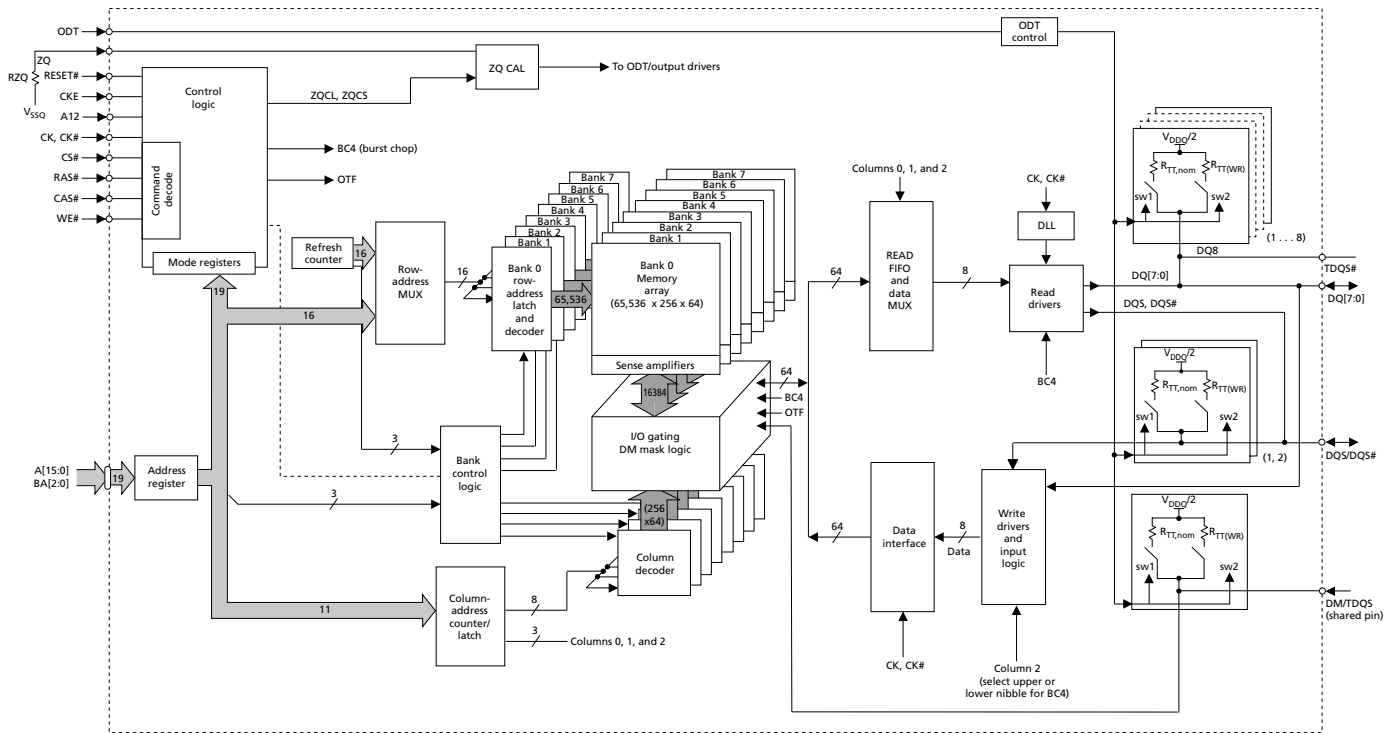 ODT
ODT
control
ZQ
RZQ
RESET#
CKE
VSSQ
A12
CK, CK#
CS#
RAS#
CAS#
WE#
Control
logic
Command
decode
Mode registers
ZQ CAL
To ODT/output drivers
ZQCL, ZQCS
BC4 (burst chop)
OTF
Refresh
counter
16
Row-
address
MUX
16
19
16
Bank 7
Bank 6
Bank 5
Bank 4
Bank 3
Bank 2
Bank 1
Bank 0
row-
address
latch
and
decoder
65,536
Bank 7
Bank 6
Bank 5
Bank 4
Bank 3
Bank 2
Bank 1
Bank 0
Memory
array
(65,536 x 256 x 64)
Sense amplifiers
16384
I/O gating
DM mask logic
64
BC4
OTF
(256
x64)
Column
decoder
3
Bank
control
logic
3
A[15:0]
BA[2:0]
19
Address
register
11
Column-
address
counter/
latch
8
3
Columns 0, 1, and 2
Columns 0, 1, and 2
64
READ
FIFO
and
data
MUX
8
CK, CK#
DLL
Read
drivers
BC4
64
Data
interface
8
Data
Write
drivers
and
input
logic
CK, CK#
Column 2
(select upper or
lower nibble for BC4)
VDDQ/2
RTT,nom
RTT(WR)
sw1
sw2
(1 . . . 8)
DQ8
TDQS#
DQ[7:0]
DQ[7:0]
DQS, DQS#
VDDQ/2
RTT,nom
RTT(WR)
sw1
sw2
(1, 2)
DQS/DQS#
VDDQ/2
RTT,nom
RTT(WR)
sw1
sw2
DM/TDQS
(shared pin)